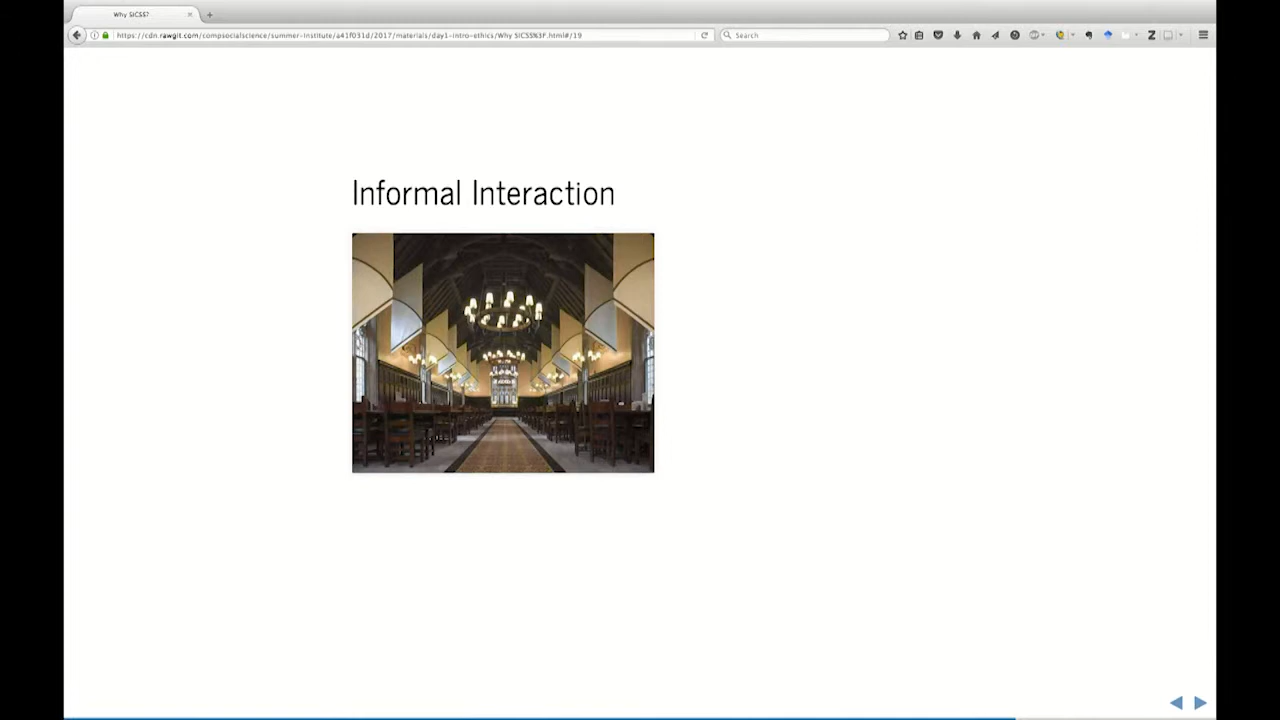 Why SICSS?
https://cdn.rawgit.com/compsocialscience/summer-institute/a41f031d/2017/materials/day1-intro-ethics/Why SICSS%3F.html#/19
Search
Informal Interaction